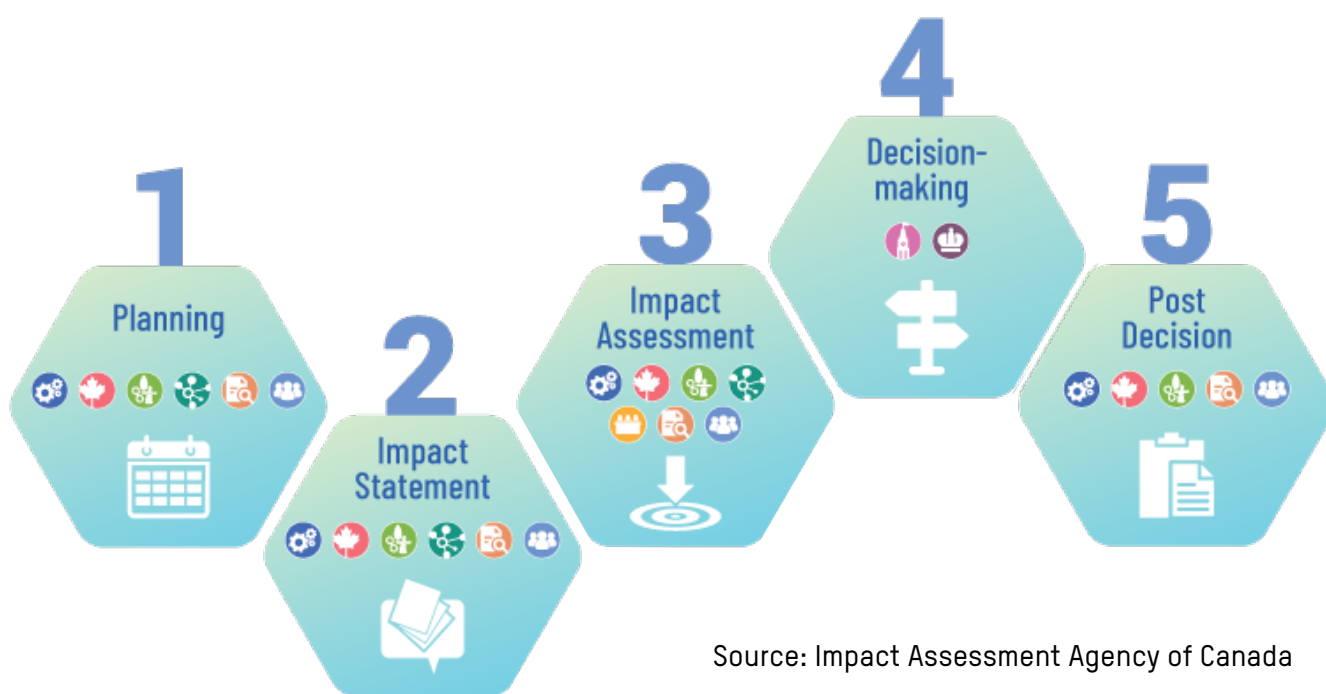 1
Planning
2
Impact
Statement
3
Impact
Assessment
4
Decision-
making
5
Post
Decision
Source: Impact Assessment Agency of Canada